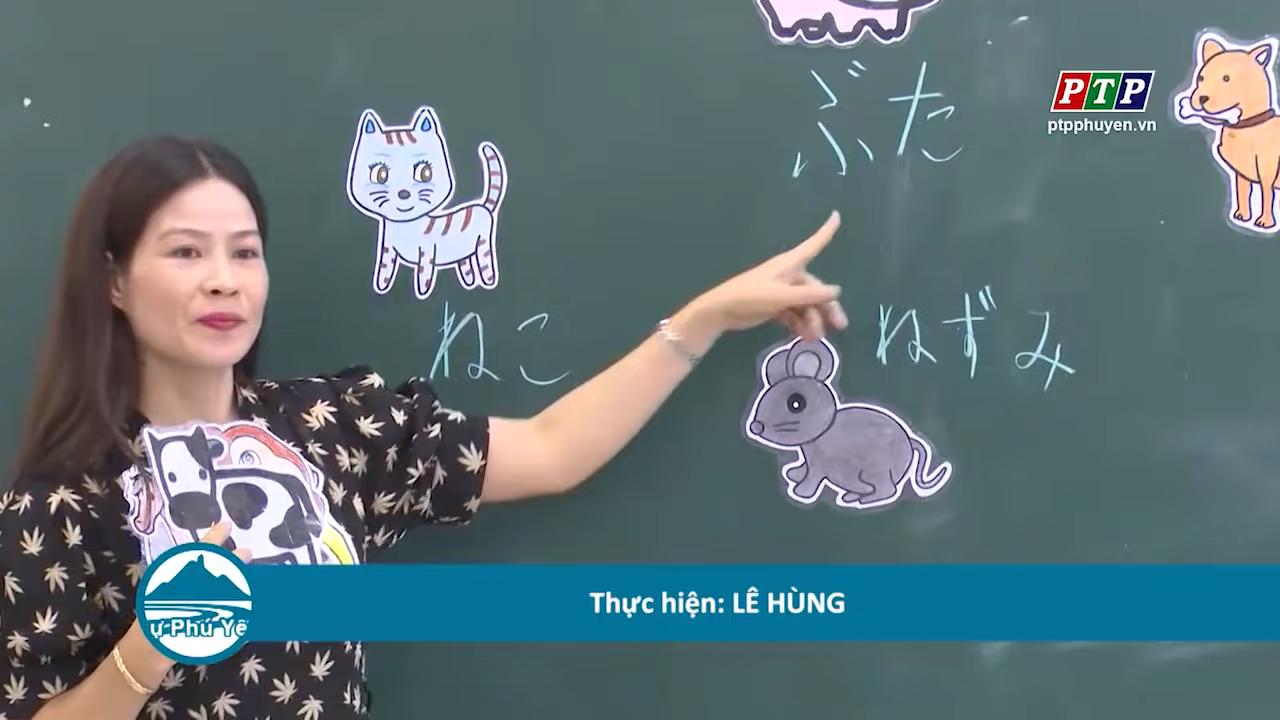 ぶた
PTP
ptpphuyen.vn
ねこ
ねずみ
Thực hiện: LÊ HÙNG
ự Phú Yê